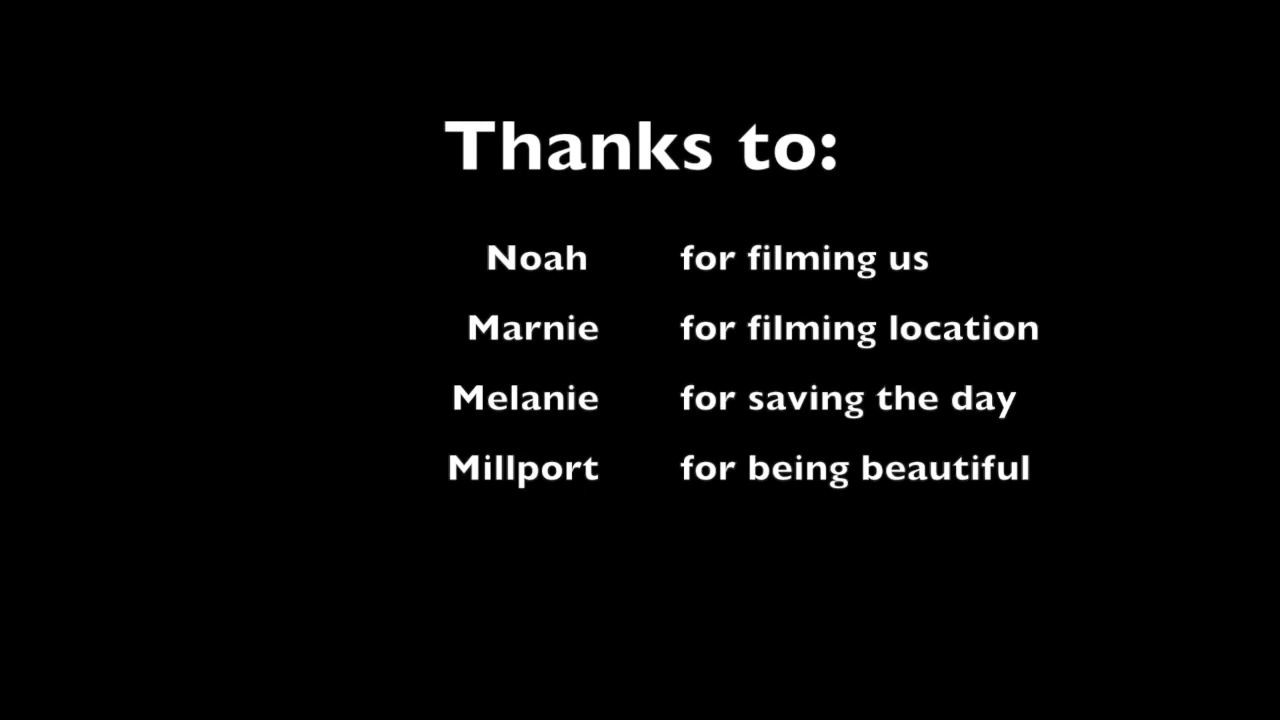 Thanks to:
Noah for filming us
Marnie for filming location
Melanie for saving the day
Millport for being beautiful